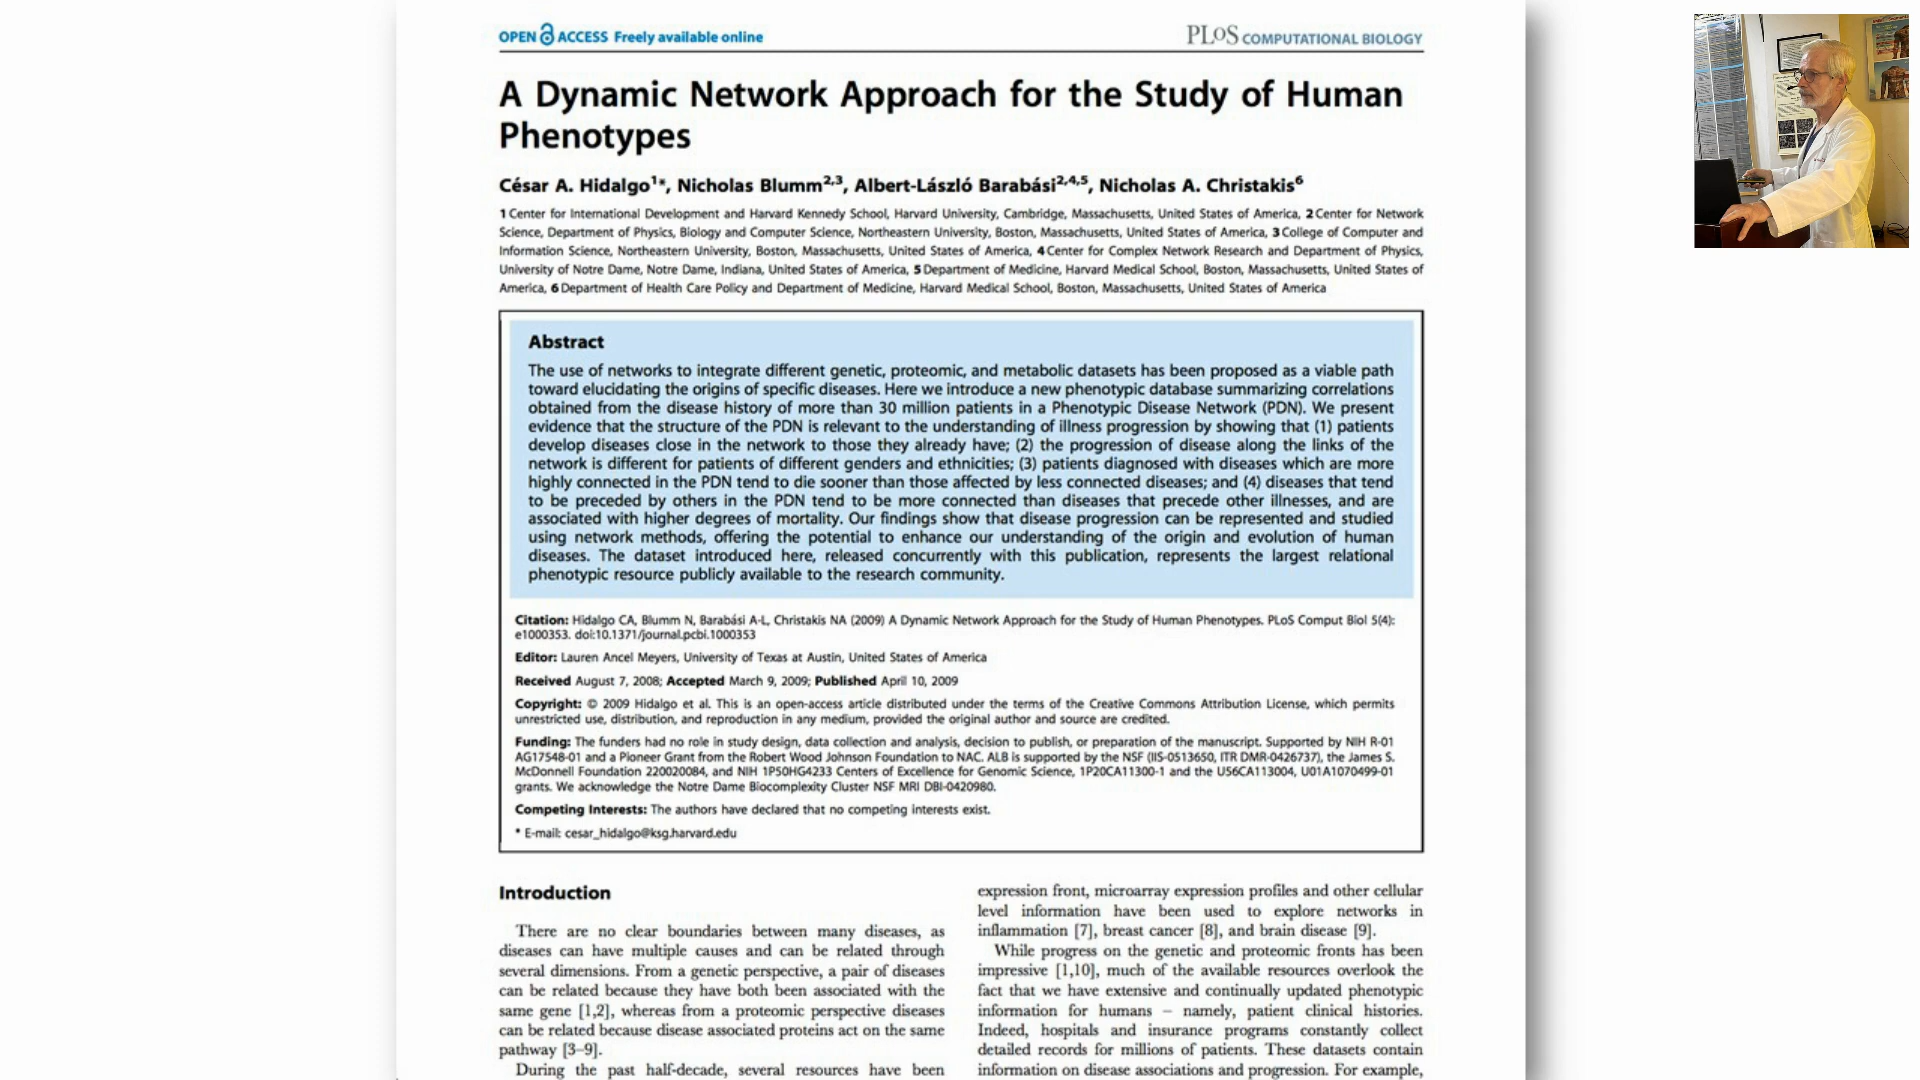 OPEN ACCESS Freely available online
PLoS COMPUTATIONAL BIOLOGY
A Dynamic Network Approach for the Study of Human
Phenotypes
César A. Hidalgo1*, Nicholas Blumm2,3, Albert-László Barabási2,4,5, Nicholas A. Christakis6
1 Center for International Development and Harvard Kennedy School, Harvard University, Cambridge, Massachusetts, United States of America, 2 Center for Network
Science, Department of Physics, Biology and Computer Science, Northeastern University, Boston, Massachusetts, United States of America, 3 College of Computer and
Information Science, Northeastern University, Boston, Massachusetts, United States of America, 4 Center for Complex Network Research and Department of Physics,
University of Notre Dame, Notre Dame, Indiana, United States of America, 5 Department of Medicine, Harvard Medical School, Boston, Massachusetts, United States of
America, 6 Department of Health Care Policy and Department of Medicine, Harvard Medical School, Boston, Massachusetts, United States of America
Abstract
The use of networks to integrate different genetic, proteomic, and metabolic datasets has been proposed as a viable path
toward elucidating the origins of specific diseases. Here we introduce a new phenotypic database summarizing correlations
obtained from the disease history of more than 30 million patients in a Phenotypic Disease Network (PDN). We present
evidence that the structure of the PDN is relevant to the understanding of illness progression by showing that (1) patients
develop diseases close in the network to those they already have; (2) the progression of disease along the links of the
network is different for patients of different genders and ethnicities; (3) patients diagnosed with diseases which are more
highly connected in the PDN tend to die sooner than those affected by less connected diseases; and (4) diseases that tend
to be preceded by others in the PDN tend to be more connected than diseases that precede other illnesses, and are
associated with higher degrees of mortality. Our findings show that disease progression can be represented and studied
using network methods, offering the potential to enhance our understanding of the origin and evolution of human
diseases. The dataset introduced here, released concurrently with this publication, represents the largest relational
phenotypic resource publicly available to the research community.
Citation: Hidalgo CA, Blumm N, Barabási A-L, Christakis NA (2009) A Dynamic Network Approach for the Study of Human Phenotypes. PLoS Comput Biol 5(4):
e1000353. doi:10.1371/journal.pcbi.1000353
Editor: Lauren Ancel Meyers, University of Texas at Austin, United States of America
Received August 7, 2008; Accepted March 9, 2009; Published April 10, 2009
Copyright: © 2009 Hidalgo et al. This is an open-access article distributed under the terms of the Creative Commons Attribution License, which permits
unrestricted use, distribution, and reproduction in any medium, provided the original author and source are credited.
Funding: The funders had no role in study design, data collection and analysis, decision to publish, or preparation of the manuscript. Supported by NIH R-01
AG17548-01 and a Pioneer Grant from the Robert Wood Johnson Foundation to NAC. ALB is supported by the NSF (IIS-0513650, ITR DMR-0426737), the James S.
McDonnell Foundation 220020084, and NIH 1P50HG4233 Centers of Excellence for Genomic Science, 1P20CA11300-1 and the U56CA113004, U01A1070499-01
grants. We acknowledge the Notre Dame Biocomplexity Cluster NSF MRI DBI-0420980.
Competing Interests: The authors have declared that no competing interests exist.
* E-mail: cesar_hidalgo@ksg.harvard.edu
Introduction
There are no clear boundaries between many diseases, as
diseases can have multiple causes and can be related through
several dimensions. From a genetic perspective, a pair of diseases
can be related because they have both been associated with the
same gene [1,2], whereas from a proteomic perspective diseases
can be related because disease associated proteins act on the same
pathway [3–9].
During the past half-decade, several resources have been
expression front, microarray expression profiles and other cellular
level information have been used to explore networks in
inflammation [7], breast cancer [8], and brain disease [9].
While progress on the genetic and proteomic fronts has been
impressive [1,10], much of the available resources overlook the
fact that we have extensive and continually updated phenotypic
information for humans – namely, patient clinical histories.
Indeed, hospitals and insurance programs constantly collect
detailed records for millions of patients. These datasets contain
information on disease associations and progression. For example,